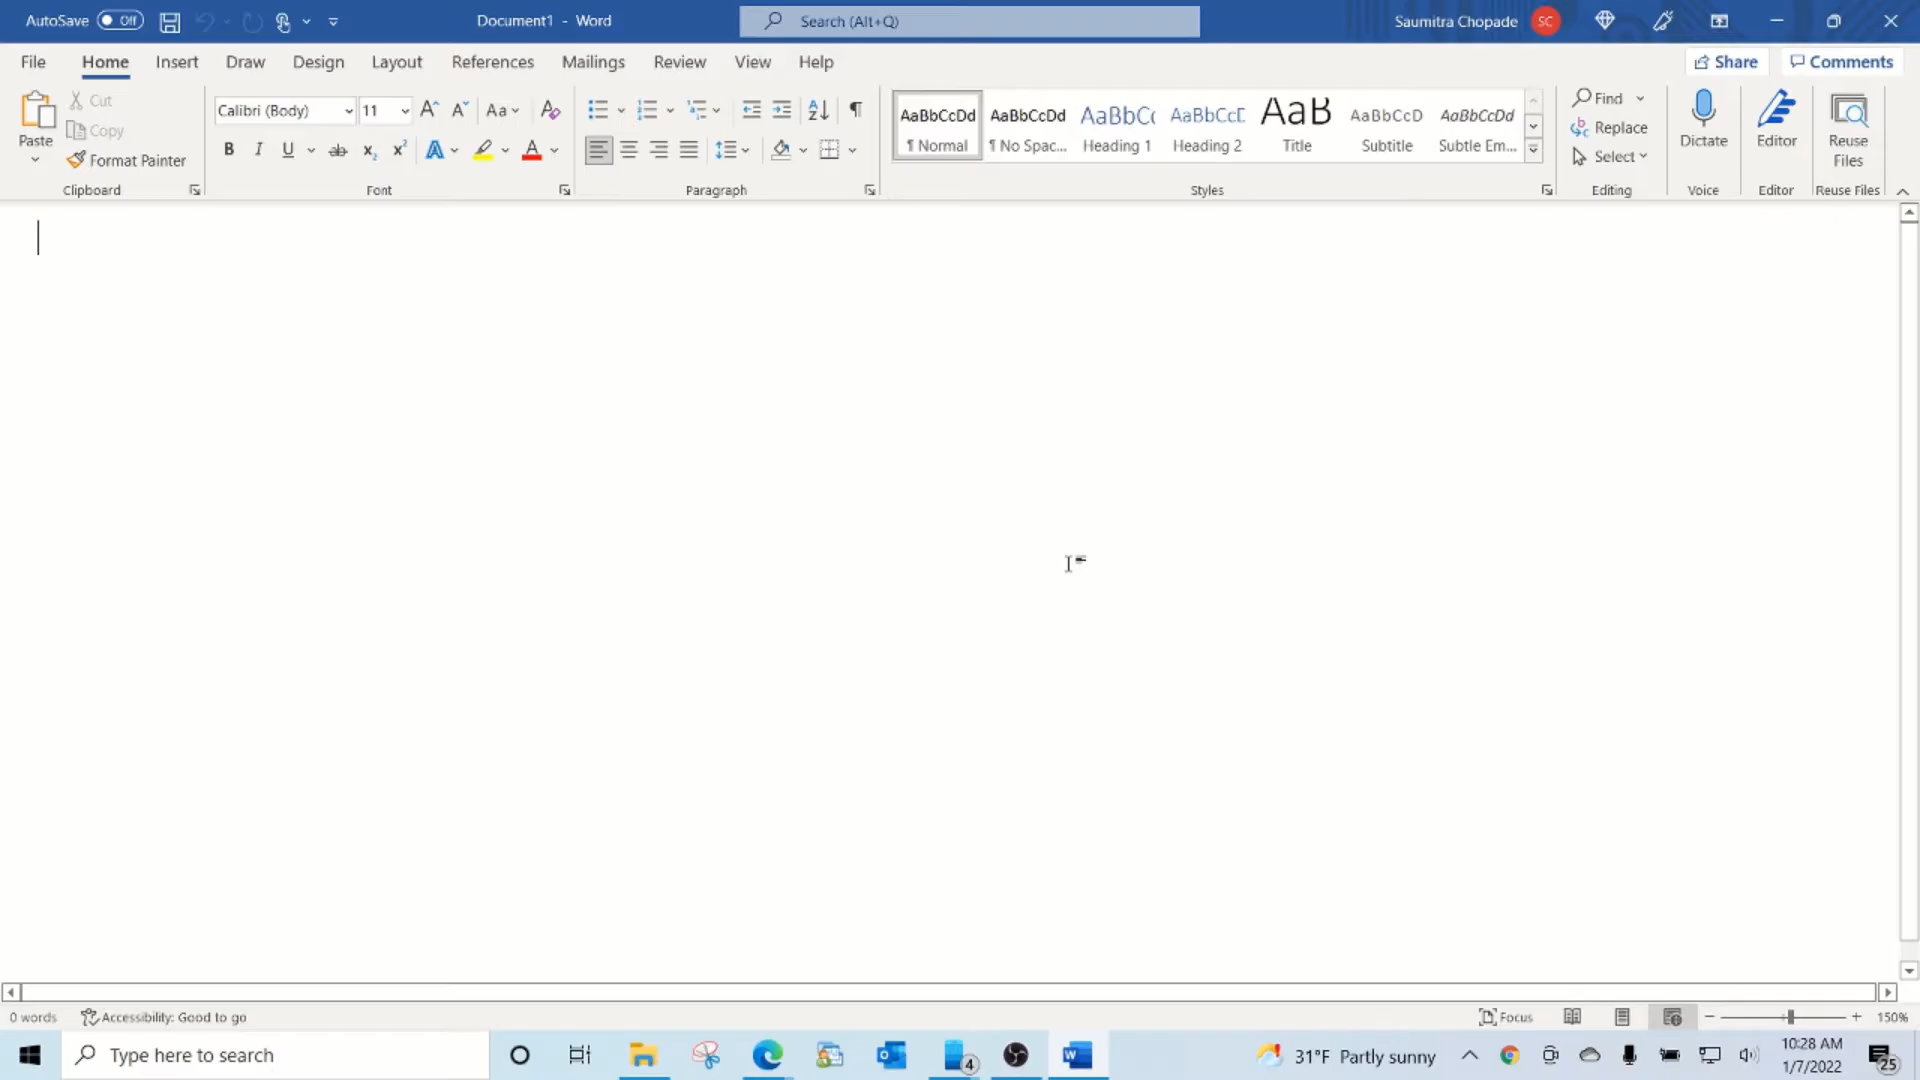 AutoSave Off Document1 - Word Search (Alt+Q) Saumitra Chopade SC
File Home Insert Draw Design Layout References Mailings Review View Help Share Comments
Paste
Cut
Copy
Format Painter
Clipboard
Calibri (Body) 11
Font
Paragraph
AaBbCcDd AaBbCcDd AaBbCc AaBbCcD AaB AaBbCcD AaBbCcDd
¶ Normal ¶ No Spac... Heading 1 Heading 2 Title Subtitle Subtle Em...
Styles
Find
Replace
Select
Editing
Dictate
Voice
Editor
Editor
Reuse
Files
Reuse Files
0 words Accessibility: Good to go Focus 150%
Type here to search 4 31°F Partly sunny 10:28 AM
1/7/2022 25